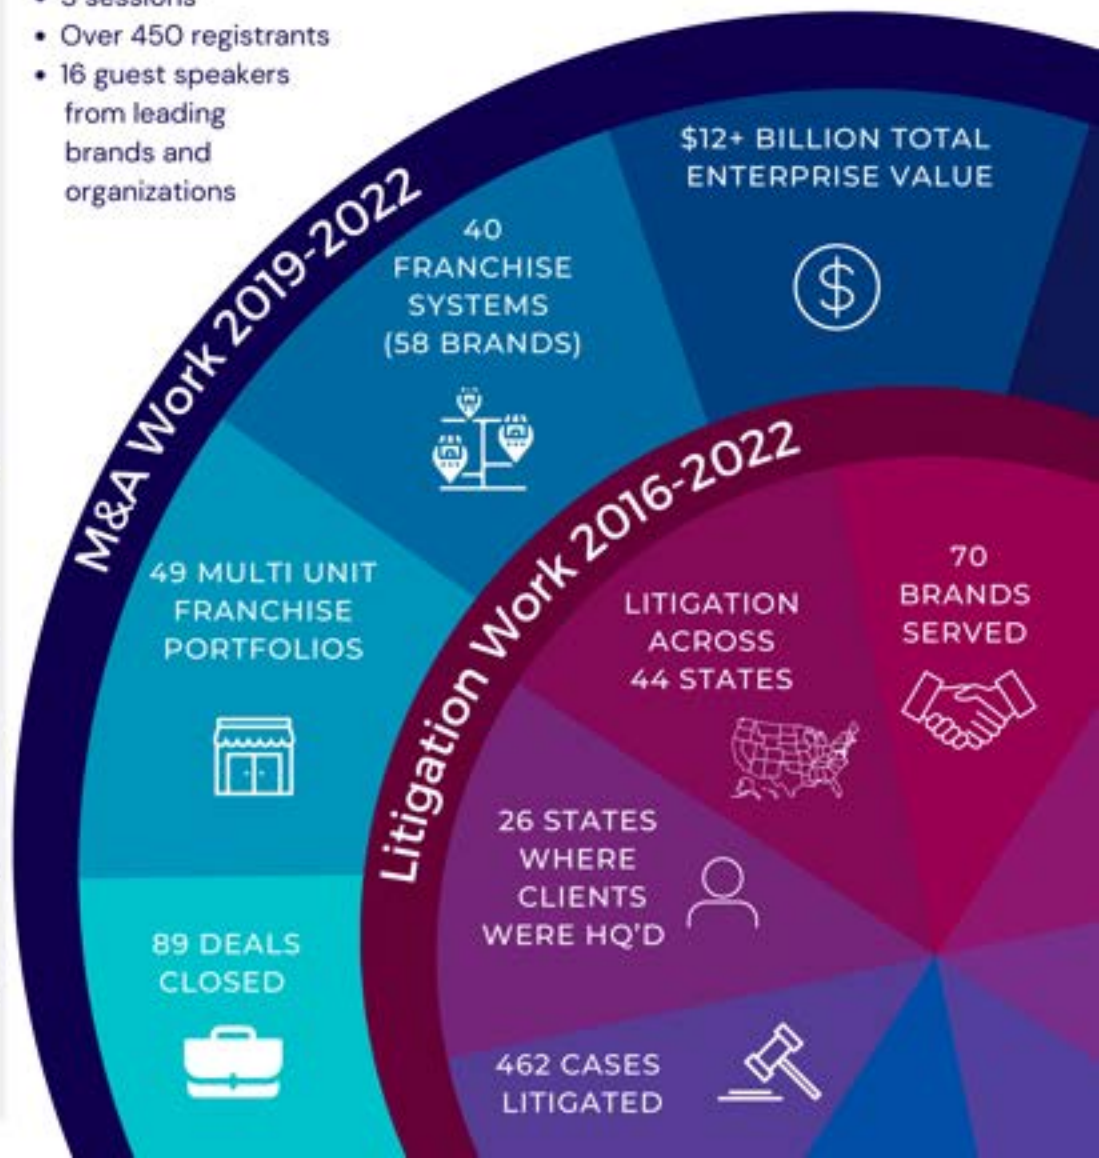 sessions
• Over 450 registrants
• 16 guest speakers
from leading
brands and
organizations
M&A Work 2019-2022
$12+ BILLION TOTAL
ENTERPRISE VALUE
40
FRANCHISE
SYSTEMS
(58 BRANDS)
49 MULTI UNIT
FRANCHISE
PORTFOLIOS
89 DEALS
CLOSED
Litigation Work 2016-2022
70
BRANDS
SERVED
LITIGATION
ACROSS
44 STATES
26 STATES
WHERE
CLIENTS
WERE HQ'D
462 CASES
LITIGATED